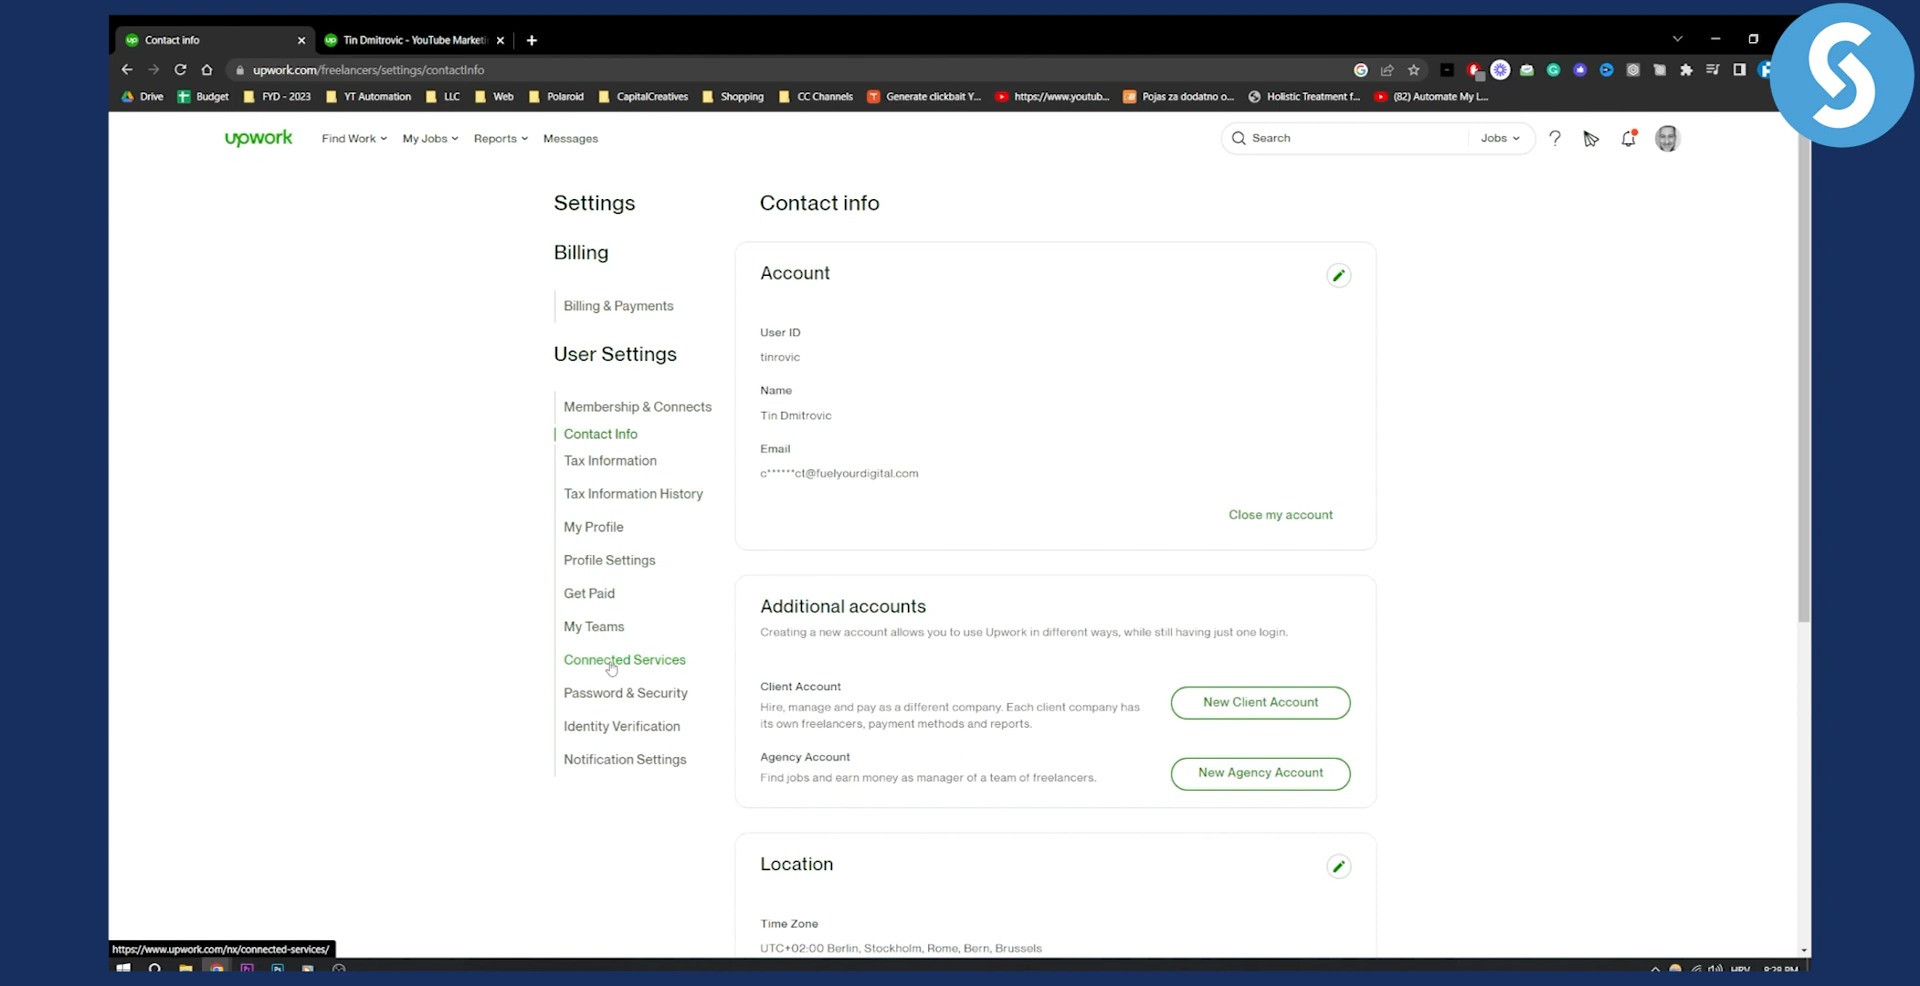 Contact info
Tin Dmitrovic - YouTube Marketi
upwork.com/freelancers/settings/contactInfo
Drive Budget FYD - 2023 YT Automation LLC Web Polaroid CapitalCreatives Shopping CC Channels Generate clickbait Y... https://www.youtub... Pojas za dodatno o... Holistic Treatment f... (82) Automate My L...
upwork Find Work My Jobs Reports Messages Search Jobs ?
Settings
Billing
Billing & Payments
User Settings
Membership & Connects
Contact Info
Tax Information
Tax Information History
My Profile
Profile Settings
Get Paid
My Teams
Connected Services
Password & Security
Identity Verification
Notification Settings
Contact info
Account
User ID
tinrovic
Name
Tin Dmitrovic
Email
c******ct@fuelyourdigital.com
Close my account
Additional accounts
Creating a new account allows you to use Upwork in different ways, while still having just one login.
Client Account
Hire, manage and pay as a different company. Each client company has
its own freelancers, payment methods and reports.
New Client Account
Agency Account
Find jobs and earn money as manager of a team of freelancers.
New Agency Account
Location
Time Zone
UTC+02:00 Berlin, Stockholm, Rome, Bern, Brussels
https://www.upwork.com/nx/connected-services/
HRV 8:28 PM